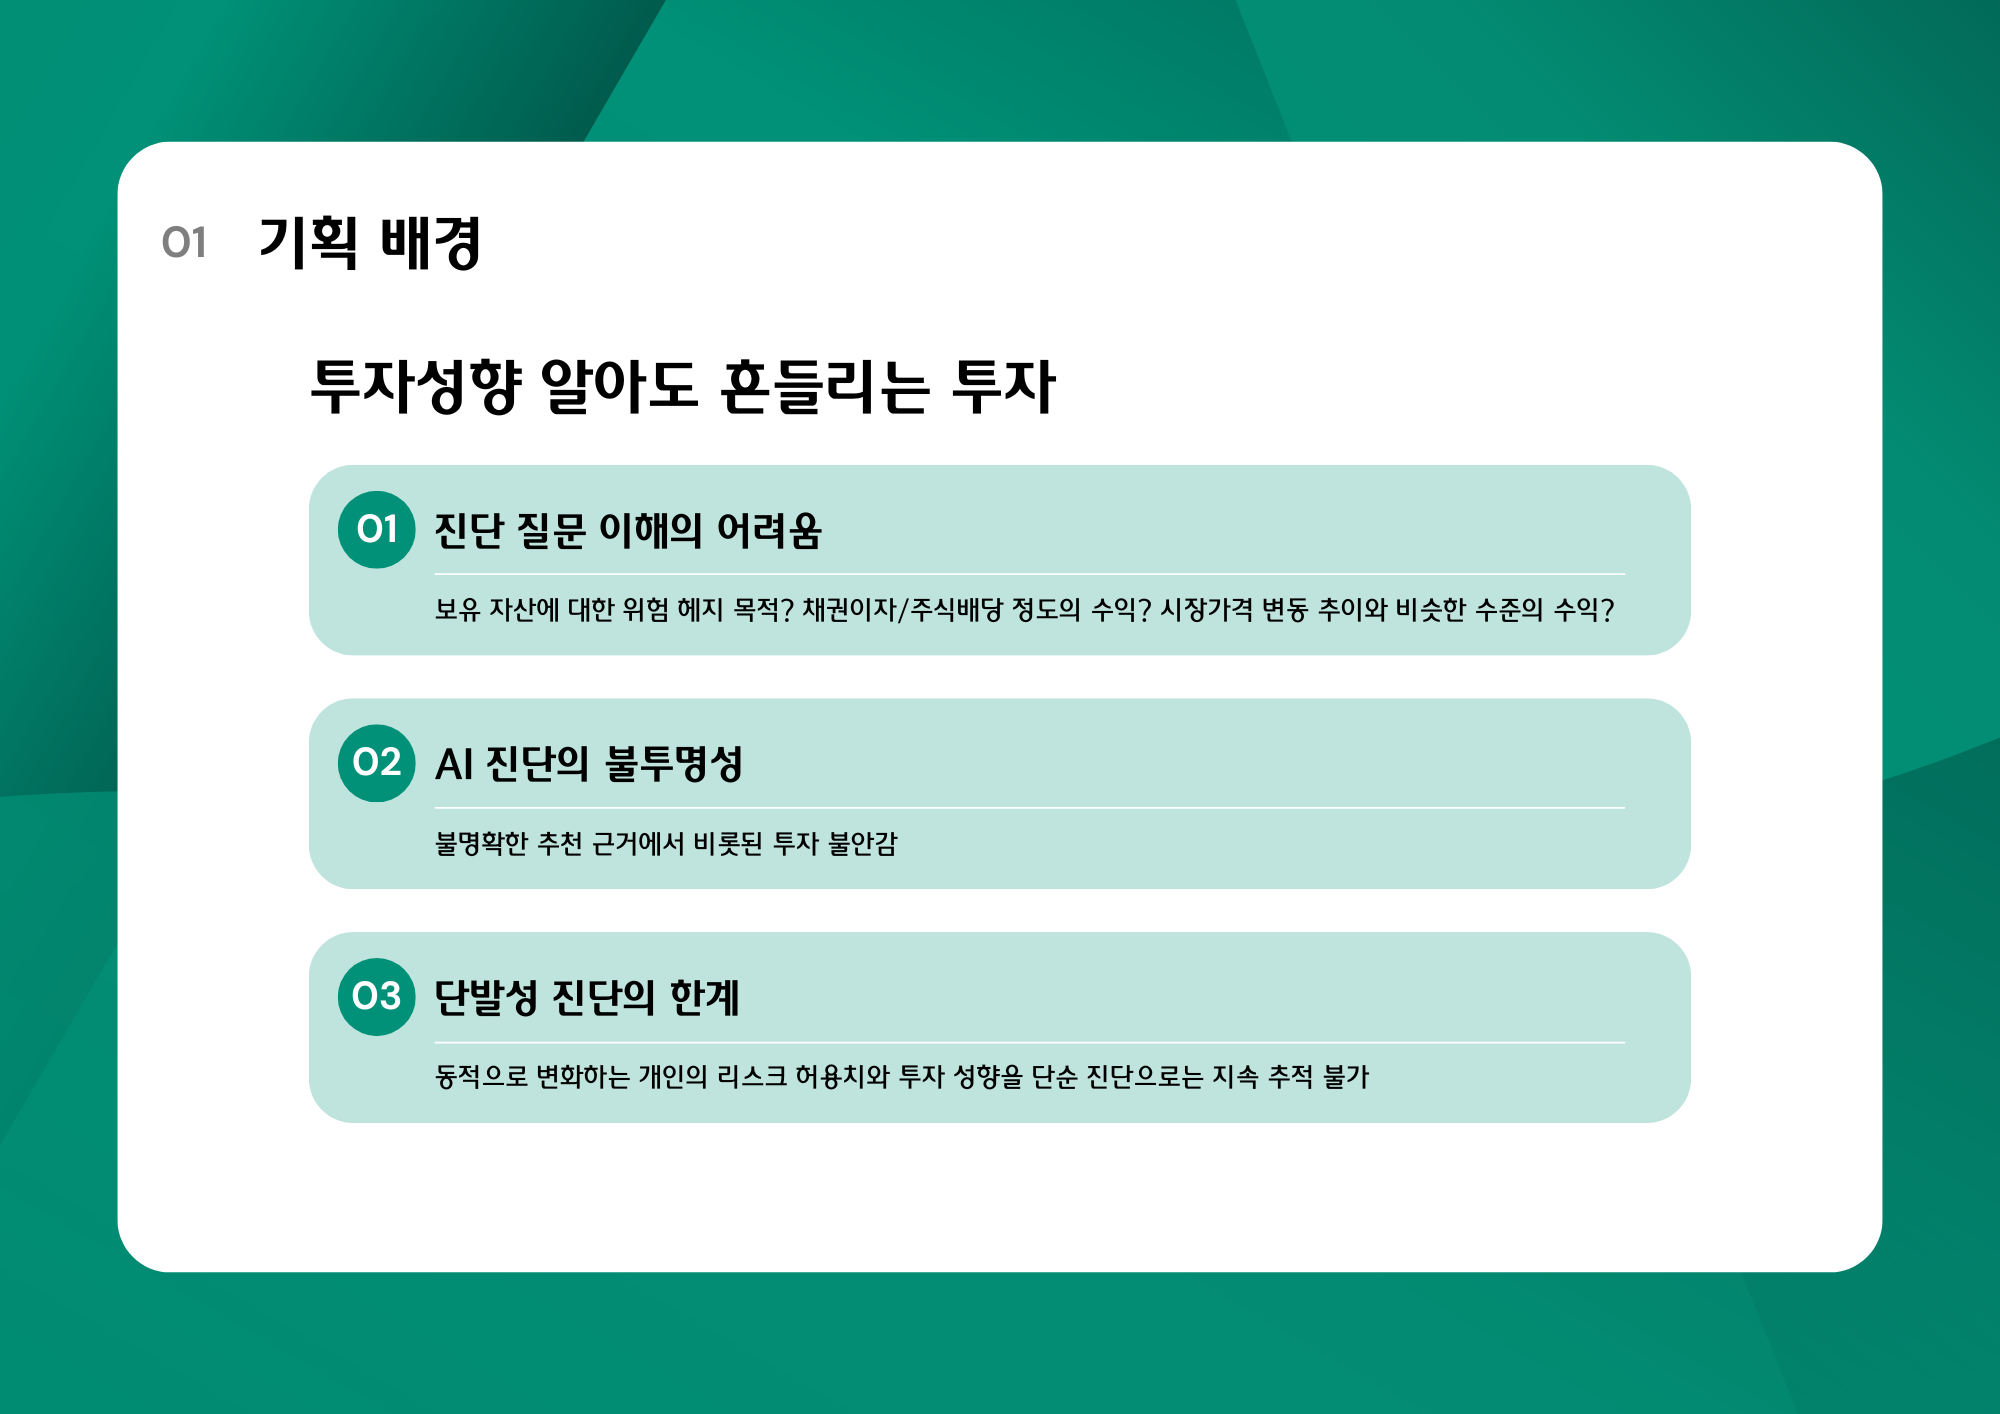 01 기획 배경
투자성향 알아도 흔들리는 투자
01 진단 질문 이해의 어려움
보유 자산에 대한 위험 헤지 목적? 채권이자/주식배당 정도의 수익? 시장가격 변동 추이와 비슷한 수준의 수익?
02 AI 진단의 불투명성
불명확한 추천 근거에서 비롯된 투자 불안감
03 단발성 진단의 한계
동적으로 변화하는 개인의 리스크 허용치와 투자 성향을 단순 진단으로는 지속 추적 불가